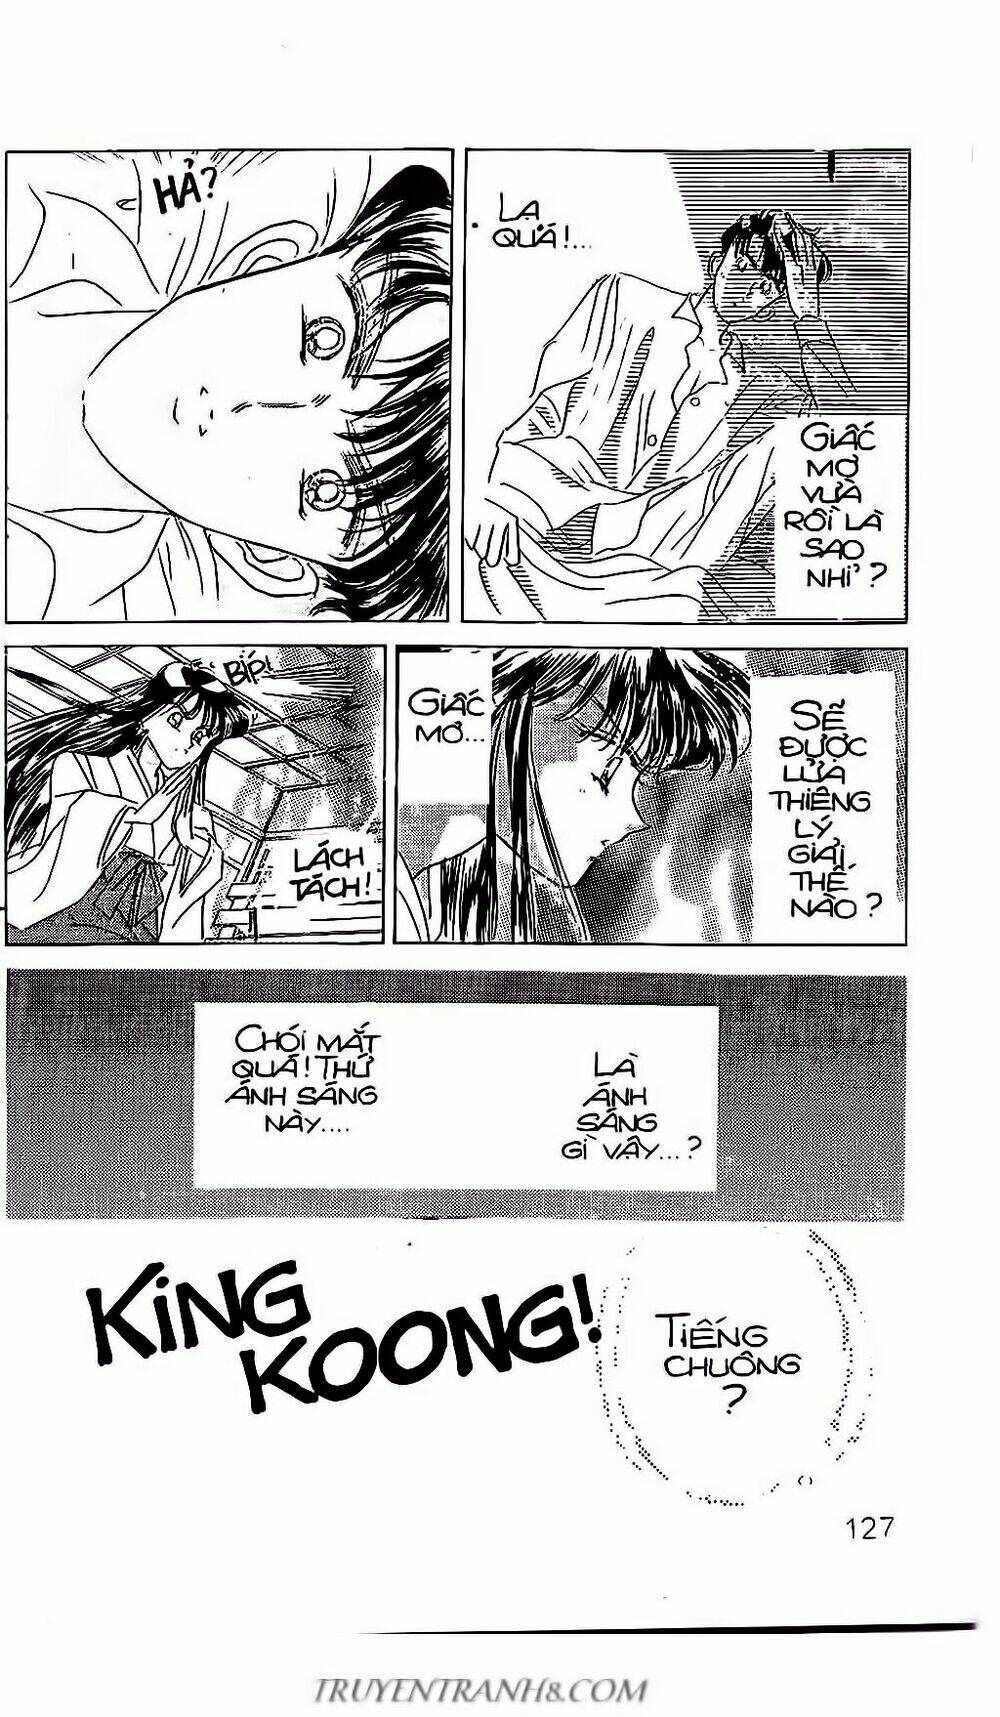 LẠ
QUÁ!...
GIẤC
MƠ
VỪA
RỒI LÀ
SAO
NHỈ?
HẢ?
SẼ
ĐƯỢC
LỬA
THIÊNG
LÝ
GIẢI
THẾ
NÀO?
GIẤC
MƠ...
BÍP!
LÁCH
TÁCH!
LÀ
ÁNH
SÁNG
GÌ VẬY...?
CHÓI MẮT
QUÁ! THỨ
ÁNH SÁNG
NÀY....
TIẾNG
CHUÔNG
?
KING
KOONG!
127
TRUYENTRANH8.COM